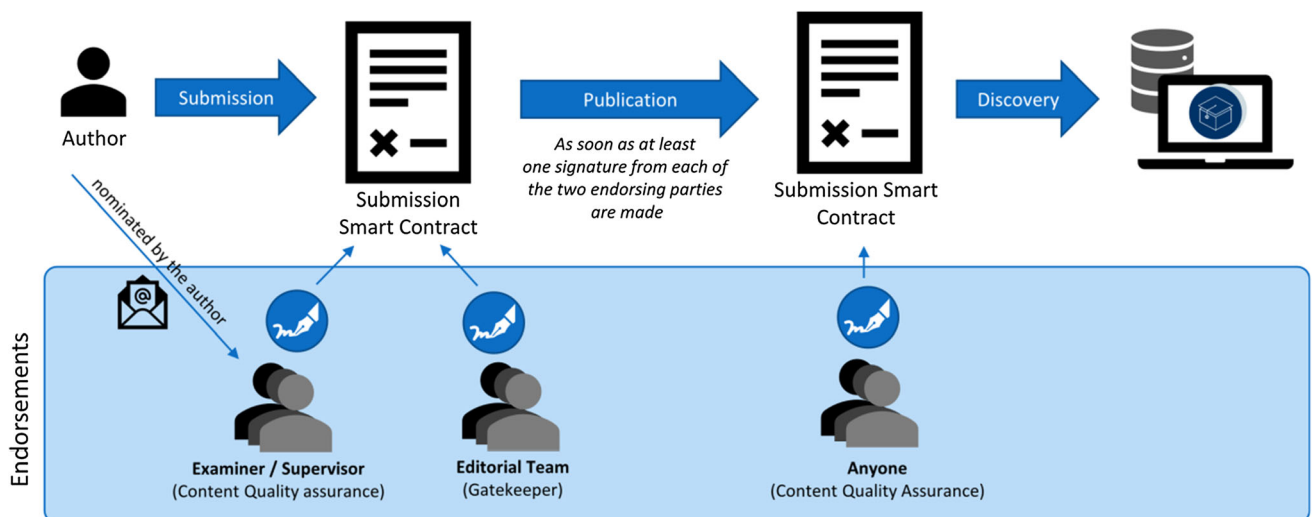 Author
Submission
Submission
Smart Contract
Publication
As soon as at least
one signature from each of
the two endorsing parties
are made
Submission Smart
Contract
Discovery
nominated by the author
@
Endorsements
Examiner / Supervisor
(Content Quality assurance)
Editorial Team
(Gatekeeper)
Anyone
(Content Quality Assurance)